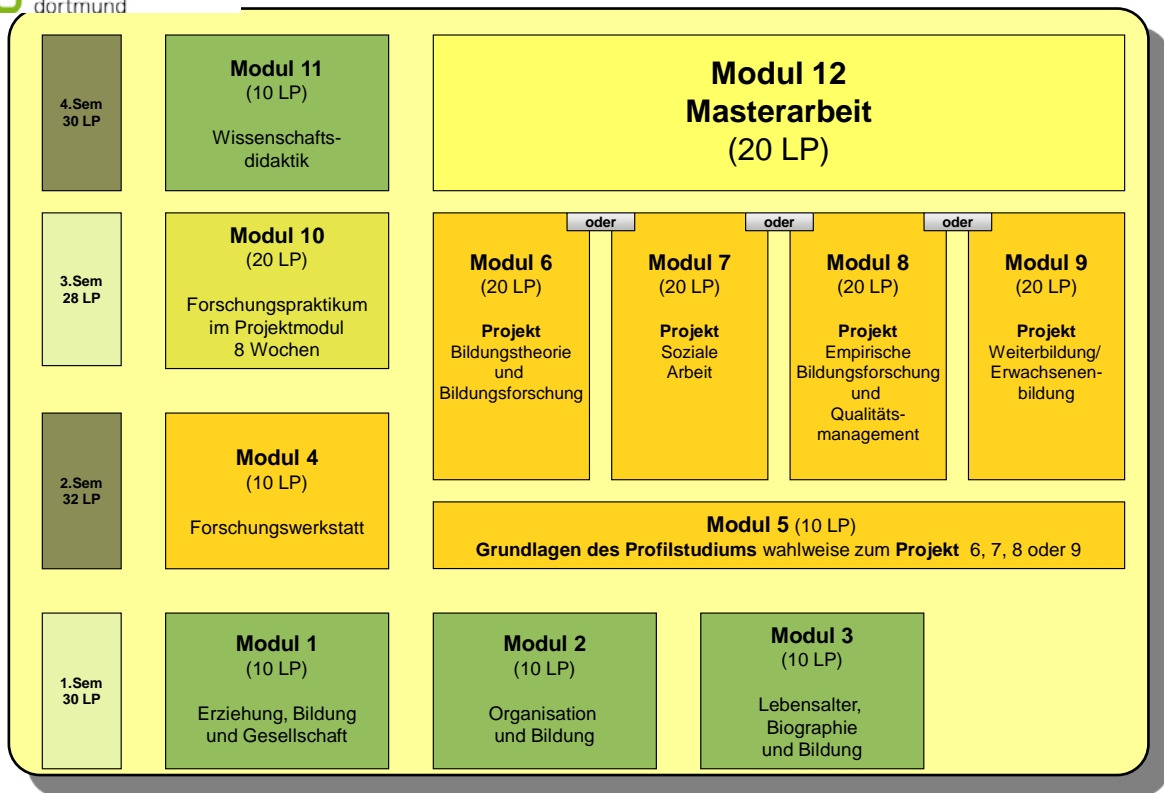 dortmund
4.Sem
30 LP
Modul 11
(10 LP)
Wissenschafts-
didaktik
Modul 12
Masterarbeit
(20 LP)
3.Sem
28 LP
Modul 10
(20 LP)
Forschungspraktikum
im Projektmodul
8 Wochen
oder
oder
oder
Modul 6
(20 LP)
Projekt
Bildungstheorie
und
Bildungsforschung
Modul 7
(20 LP)
Projekt
Soziale
Arbeit
Modul 8
(20 LP)
Projekt
Empirische
Bildungsforschung
und
Qualitäts-
management
Modul 9
(20 LP)
Projekt
Weiterbildung/
Erwachsenen-
bildung
2.Sem
32 LP
Modul 4
(10 LP)
Forschungswerkstatt
Modul 5 (10 LP)
Grundlagen des Profilstudiums wahlweise zum Projekt 6, 7, 8 oder 9
1.Sem
30 LP
Modul 1
(10 LP)
Erziehung, Bildung
und Gesellschaft
Modul 2
(10 LP)
Organisation
und Bildung
Modul 3
(10 LP)
Lebensalter,
Biographie
und Bildung